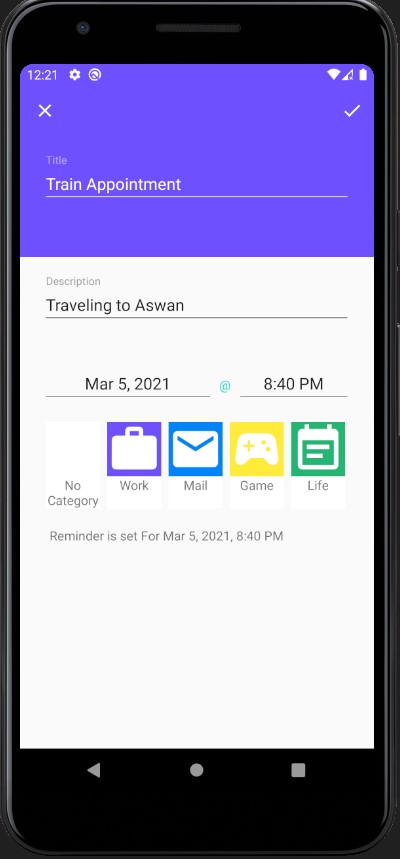 12:21
Title
Train Appointment
Description
Traveling to Aswan
Mar 5, 2021 @ 8:40 PM
No Category
Work
Mail
Game
Life
Reminder is set For Mar 5, 2021, 8:40 PM